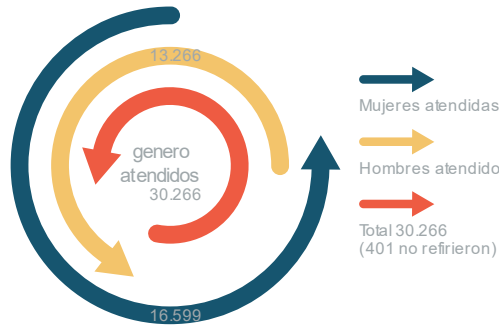 13.266
genero
atendidos
30.266
16.599
Mujeres atendidas
Hombres atendido
Total 30.266
(401 no refirieron)